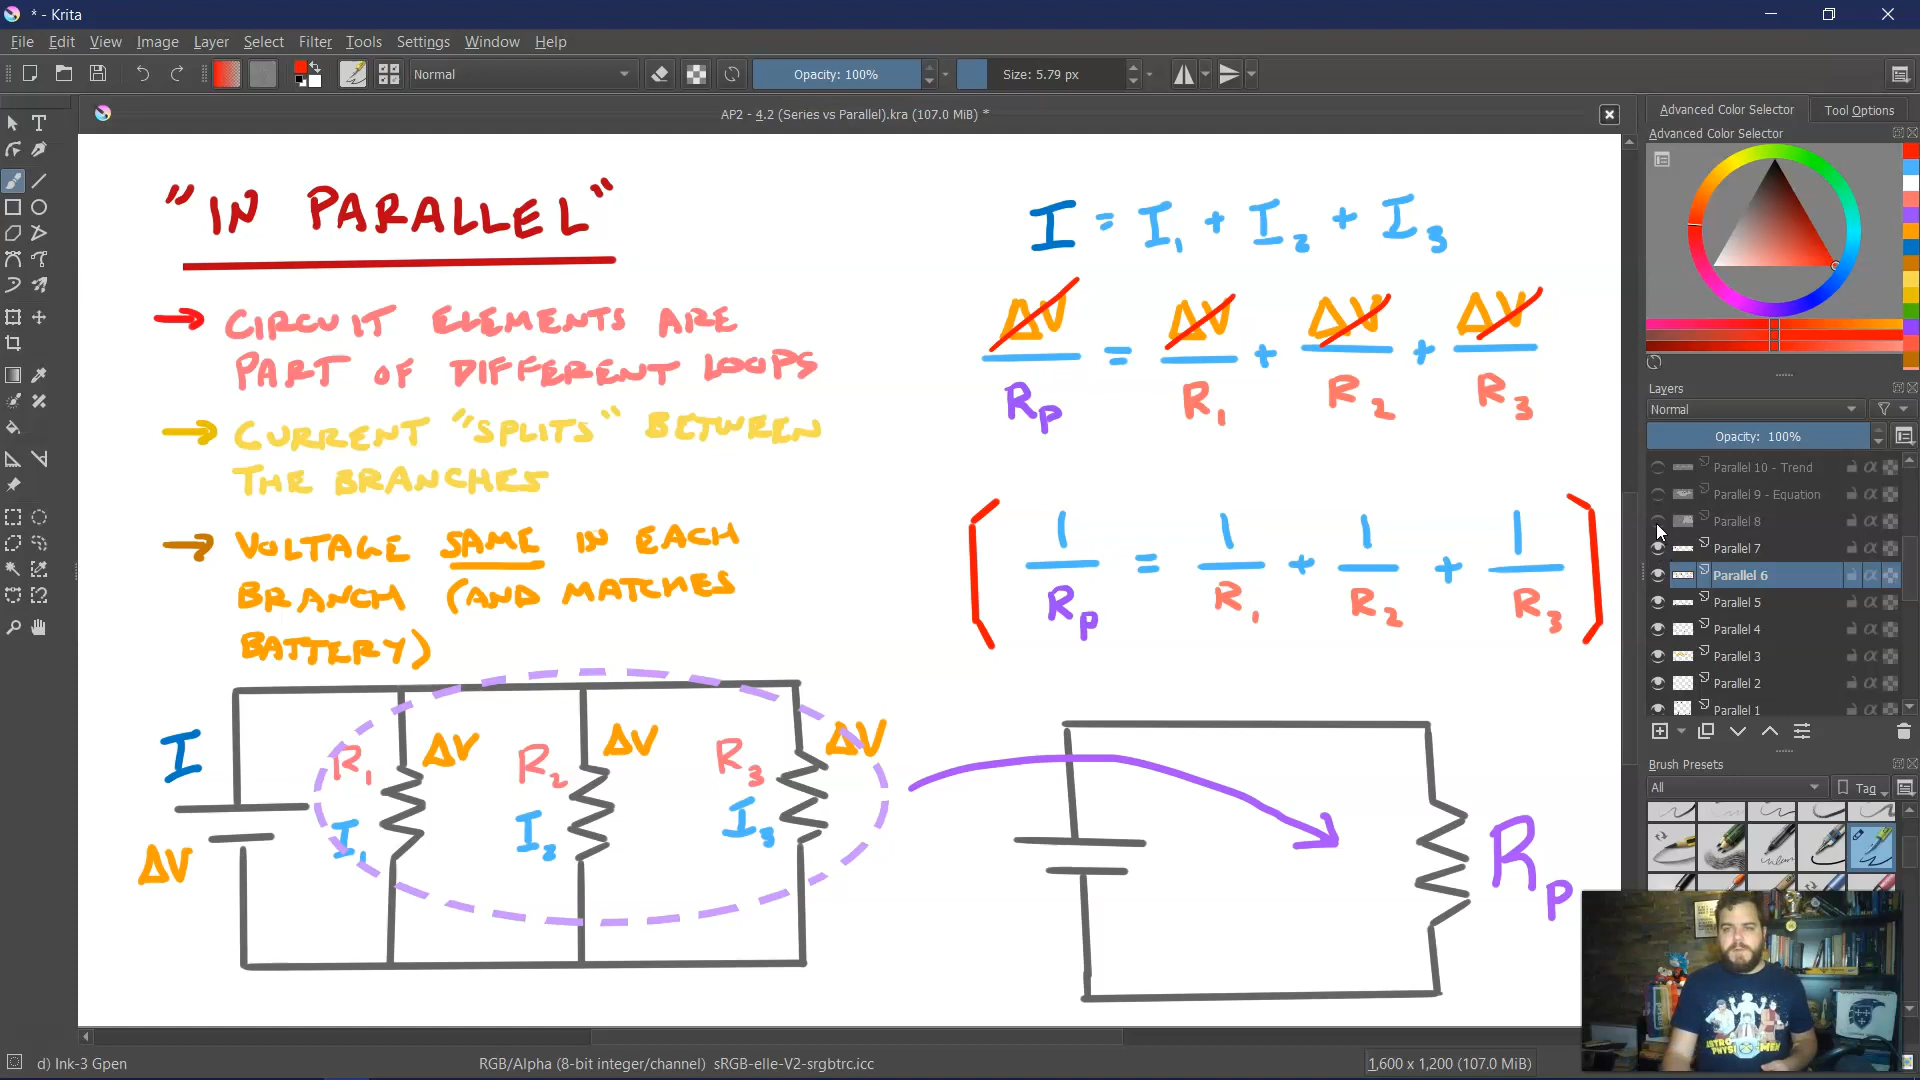 * - Krita
File Edit View Image Layer Select Filter Tools Settings Window Help
Normal
Opacity: 100%
Size: 5.79 px
AP2 - 4.2 (Series vs Parallel).kra (107.0 MiB) *
Advanced Color Selector
Tool Options
Advanced Color Selector
"IN PARALLEL"
→ CIRCUIT ELEMENTS ARE
PART OF DIFFERENT LOOPS
→ CURRENT "SPLITS" BETWEEN
THE BRANCHES
→ VOLTAGE SAME IN EACH
BRANCH (AND MATCHES
BATTERY)
I = I₁ + I₂ + I₃
ΔV/Rₚ = ΔV/R₁ + ΔV/R₂ + ΔV/R₃
[1/Rₚ = 1/R₁ + 1/R₂ + 1/R₃]
I
R₁ ΔV
R₂ ΔV
R₃ ΔV
I₁
I₂
I₃
ΔV
Rₚ
Layers
Normal
Opacity: 100%
Parallel 10 - Trend
Parallel 9 - Equation
Parallel 8
Parallel 7
Parallel 6
Parallel 5
Parallel 4
Parallel 3
Parallel 2
Parallel 1
Brush Presets
All
Tag
ASTRO
PHYSI MEN
d) Ink-3 Gpen
RGB/Alpha (8-bit integer/channel) sRGB-elle-V2-srgbtrc.icc
1,600 x 1,200 (107.0 MiB)